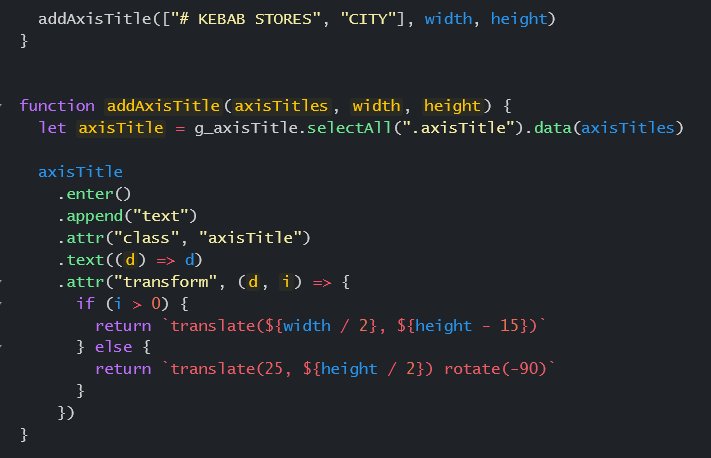 addAxisTitle(["# KEBAB STORES", "CITY"], width, height)
}
function addAxisTitle(axisTitles, width, height) {
let axisTitle = g_axisTitle.selectAll(".axisTitle").data(axisTitles)
axisTitle
.enter()
.append("text")
.attr("class", "axisTitle")
.text((d) => d)
.attr("transform", (d, i) => {
if (i > 0) {
return `translate(${width / 2}, ${height - 15})`
} else {
return `translate(25, ${height / 2}) rotate(-90)`
}
})
}